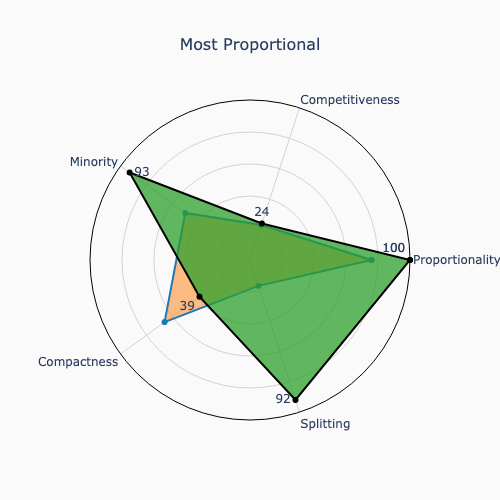 Most Proportional
Competitiveness
Minority
93
24
100
Proportionality
39
Compactness
92
Splitting